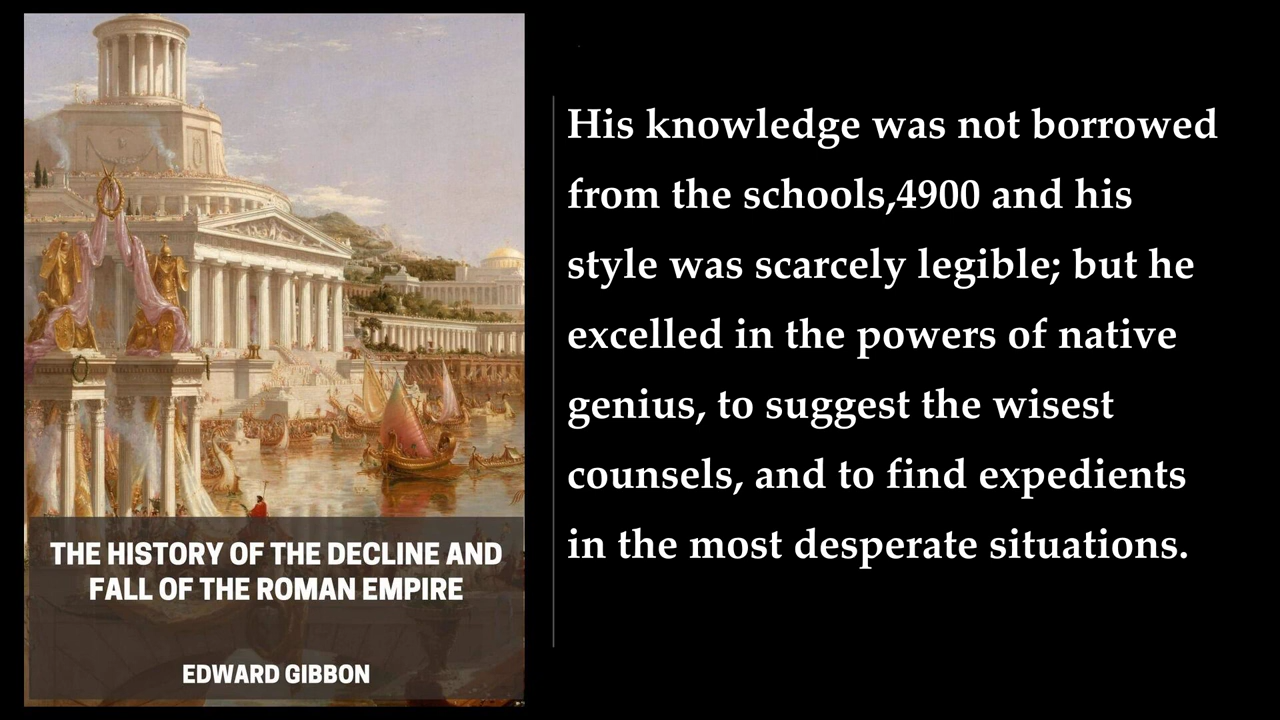 THE HISTORY OF THE DECLINE AND
FALL OF THE ROMAN EMPIRE
EDWARD GIBBON
His knowledge was not borrowed
from the schools,4900 and his
style was scarcely legible; but he
excelled in the powers of native
genius, to suggest the wisest
counsels, and to find expedients
in the most desperate situations.